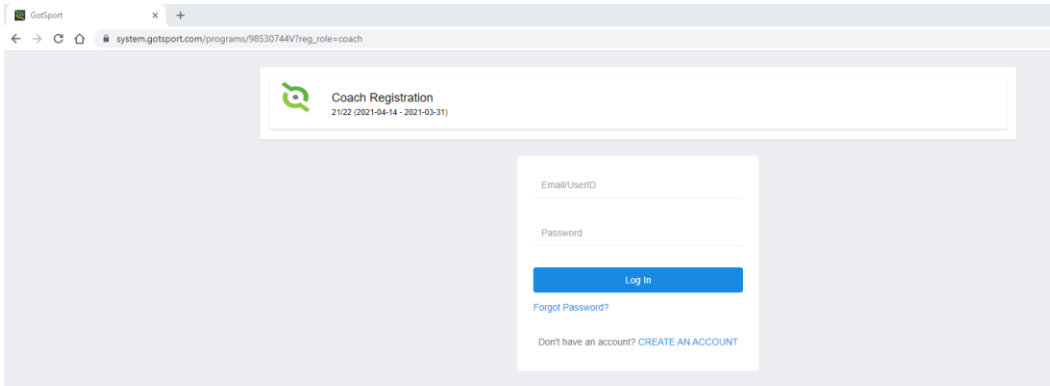 GotSport
system.gotsport.com/programs/98530744V?reg_role=coach
Coach Registration
21/22 (2021-04-14 - 2021-03-31)
Email/UserID
Password
Log In
Forgot Password?
Don't have an account? CREATE AN ACCOUNT